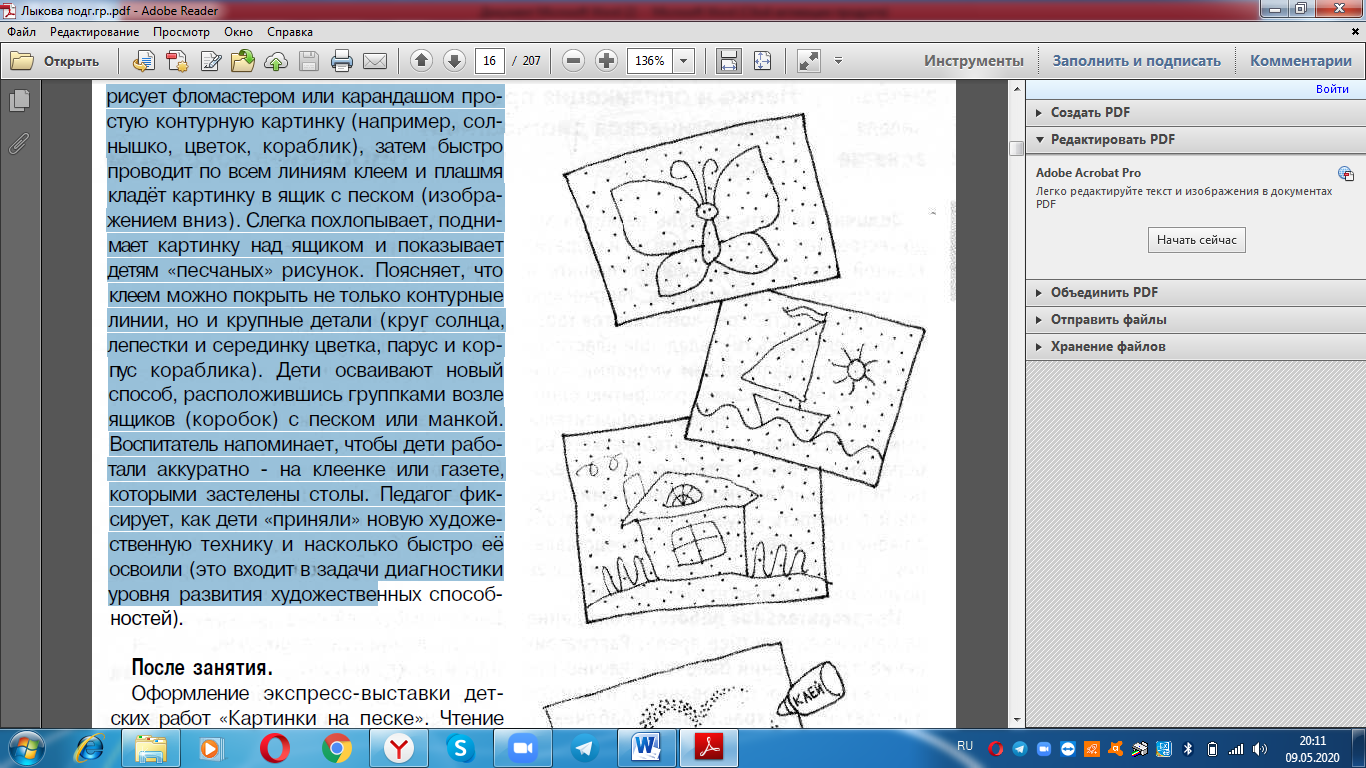 Лыкова подг.гр..pdf - Adobe Reader
Файл Редактирование Просмотр Окно Справка
Открыть 16 / 207 136% Инструменты Заполнить и подписать Комментарии
Войти
Создать PDF
Редактировать PDF
Adobe Acrobat Pro
Легко редактируйте текст и изображения в документах
PDF
Начать сейчас
Объединить PDF
Отправить файлы
Хранение файлов
рисует фломастером или карандашом про-
стую контурную картинку (например, сол-
нышко, цветок, кораблик), затем быстро
проводит по всем линиям клеем и плашмя
кладёт картинку в ящик с песком (изобра-
жением вниз). Слегка похлопывает, подни-
мает картинку над ящиком и показывает
детям «песчаных» рисунок. Поясняет, что
клеем можно покрыть не только контурные
линии, но и крупные детали (круг солнца,
лепестки и серединку цветка, парус и кор-
пус кораблика). Дети осваивают новый
способ, расположившись группками возле
ящиков (коробок) с песком или манкой.
Воспитатель напоминает, чтобы дети рабо-
тали аккуратно - на клеенке или газете,
которыми застелены столы. Педагог фик-
сирует, как дети «приняли» новую художе-
ственную технику и насколько быстро её
освоили (это входит в задачи диагностики
уровня развития художественных способ-
ностей).
После занятия.
Оформление экспресс-выставки дет-
ских работ «Картинки на песке». Чтение
КЛЕЙ
RU
20:11
09.05.2020